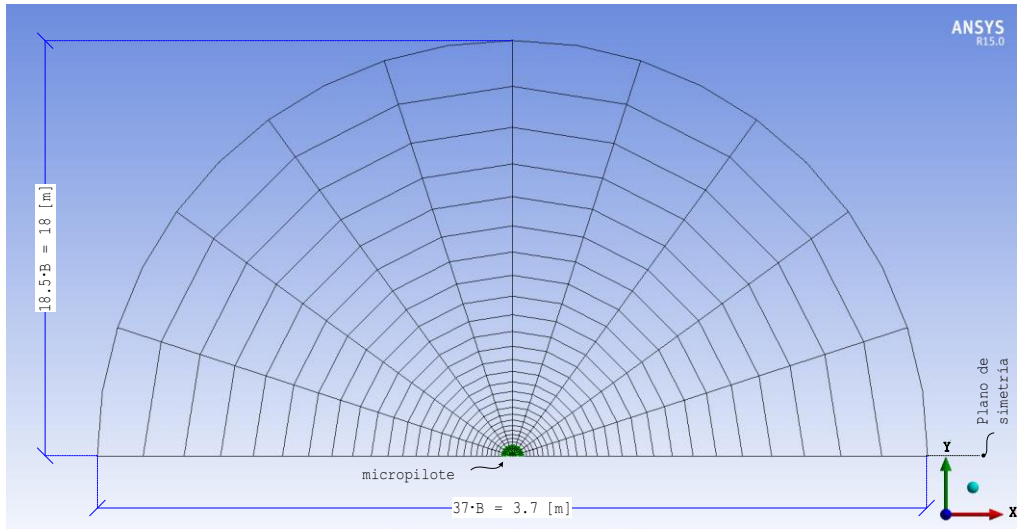 ANSYS
R15.0
18.5·B = 18 [m]
Plano de
simetría
micropilote
Y
X
37·B = 3.7 [m]